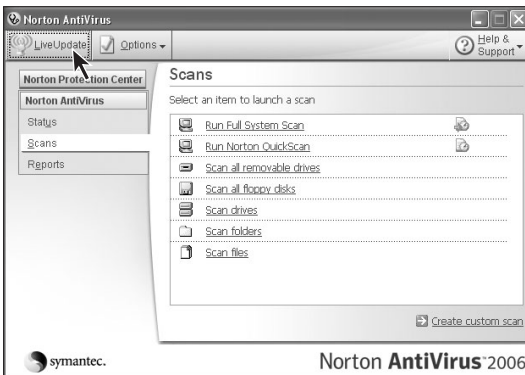 Norton AntiVirus
LiveUpdate Options Help & Support
Norton Protection Center
Norton AntiVirus
Status
Scans
Reports
Scans
Select an item to launch a scan
Run Full System Scan
Run Norton QuickScan
Scan all removable drives
Scan all floppy disks
Scan drives
Scan folders
Scan files
Create custom scan
symantec.
Norton AntiVirus 2006